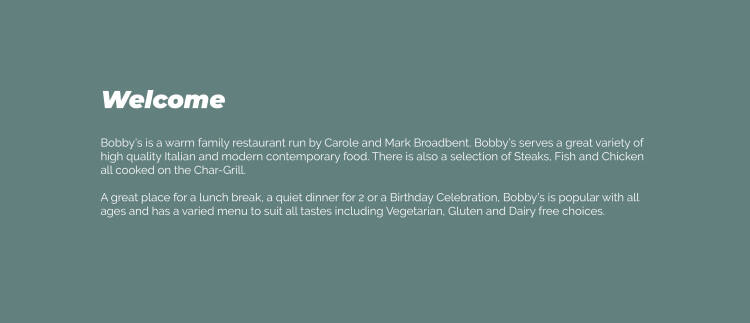 Welcome
Bobby's is a warm family restaurant run by Carole and Mark Broadbent. Bobby's serves a great variety of
high quality Italian and modern contemporary food. There is also a selection of Steaks, Fish and Chicken
all cooked on the Char-Grill.
A great place for a lunch break, a quiet dinner for 2 or a Birthday Celebration, Bobby's is popular with all
ages and has a varied menu to suit all tastes including Vegetarian, Gluten and Dairy free choices.